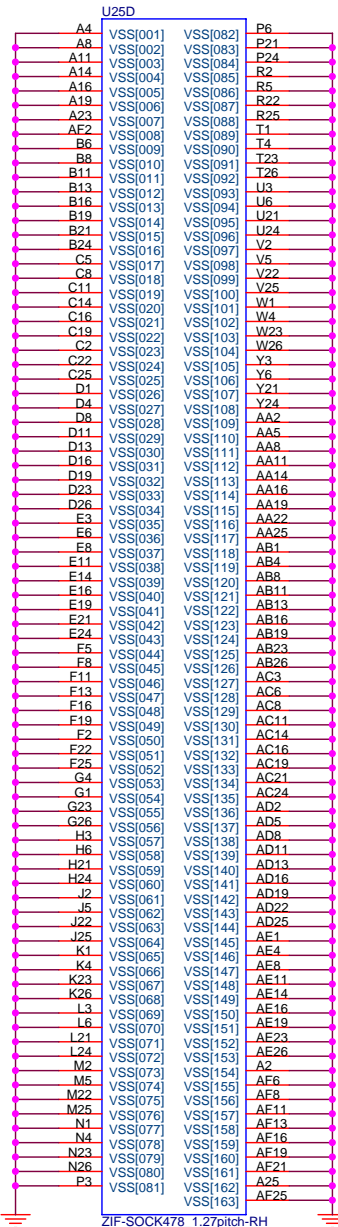 U25D
A4 VSS[001] VSS[082] P6
A8 VSS[002] VSS[083] P21
A11 VSS[003] VSS[084] P24
A14 VSS[004] VSS[085] R2
A16 VSS[005] VSS[086] R5
A19 VSS[006] VSS[087] R22
A23 VSS[007] VSS[088] R25
AF2 VSS[008] VSS[089] T1
B6 VSS[009] VSS[090] T4
B8 VSS[010] VSS[091] T23
B11 VSS[011] VSS[092] T26
B13 VSS[012] VSS[093] U3
B16 VSS[013] VSS[094] U6
B19 VSS[014] VSS[095] U21
B21 VSS[015] VSS[096] U24
B24 VSS[016] VSS[097] V2
C5 VSS[017] VSS[098] V5
C8 VSS[018] VSS[099] V22
C11 VSS[019] VSS[100] V25
C14 VSS[020] VSS[101] W1
C16 VSS[021] VSS[102] W4
C19 VSS[022] VSS[103] W23
C2 VSS[023] VSS[104] W26
C22 VSS[024] VSS[105] Y3
C25 VSS[025] VSS[106] Y6
D1 VSS[026] VSS[107] Y21
D4 VSS[027] VSS[108] Y24
D8 VSS[028] VSS[109] AA2
D11 VSS[029] VSS[110] AA5
D13 VSS[030] VSS[111] AA8
D16 VSS[031] VSS[112] AA11
D19 VSS[032] VSS[113] AA14
D23 VSS[033] VSS[114] AA16
D26 VSS[034] VSS[115] AA19
E3 VSS[035] VSS[116] AA22
E6 VSS[036] VSS[117] AA25
E8 VSS[037] VSS[118] AB1
E11 VSS[038] VSS[119] AB4
E14 VSS[039] VSS[120] AB8
E16 VSS[040] VSS[121] AB11
E19 VSS[041] VSS[122] AB13
E21 VSS[042] VSS[123] AB16
E24 VSS[043] VSS[124] AB19
F5 VSS[044] VSS[125] AB23
F8 VSS[045] VSS[126] AB26
F11 VSS[046] VSS[127] AC3
F13 VSS[047] VSS[128] AC6
F16 VSS[048] VSS[129] AC8
F19 VSS[049] VSS[130] AC11
F2 VSS[050] VSS[131] AC14
F22 VSS[051] VSS[132] AC16
F25 VSS[052] VSS[133] AC19
G4 VSS[053] VSS[134] AC21
G1 VSS[054] VSS[135] AC24
G23 VSS[055] VSS[136] AD2
G26 VSS[056] VSS[137] AD5
H3 VSS[057] VSS[138] AD8
H6 VSS[058] VSS[139] AD11
H21 VSS[059] VSS[140] AD13
H24 VSS[060] VSS[141] AD16
J2 VSS[061] VSS[142] AD19
J5 VSS[062] VSS[143] AD22
J22 VSS[063] VSS[144] AD25
J25 VSS[064] VSS[145] AE1
K1 VSS[065] VSS[146] AE4
K4 VSS[066] VSS[147] AE8
K23 VSS[067] VSS[148] AE11
K26 VSS[068] VSS[149] AE14
L3 VSS[069] VSS[150] AE16
L6 VSS[070] VSS[151] AE19
L21 VSS[071] VSS[152] AE23
L24 VSS[072] VSS[153] AE26
M2 VSS[073] VSS[154] A2
M5 VSS[074] VSS[155] AF6
M22 VSS[075] VSS[156] AF8
M25 VSS[076] VSS[157] AF11
N1 VSS[077] VSS[158] AF13
N4 VSS[078] VSS[159] AF16
N23 VSS[079] VSS[160] AF19
N26 VSS[080] VSS[161] AF21
P3 VSS[081] VSS[162] A25
VSS[163] AF25
ZIF-SOCK478_1.27pitch-RH